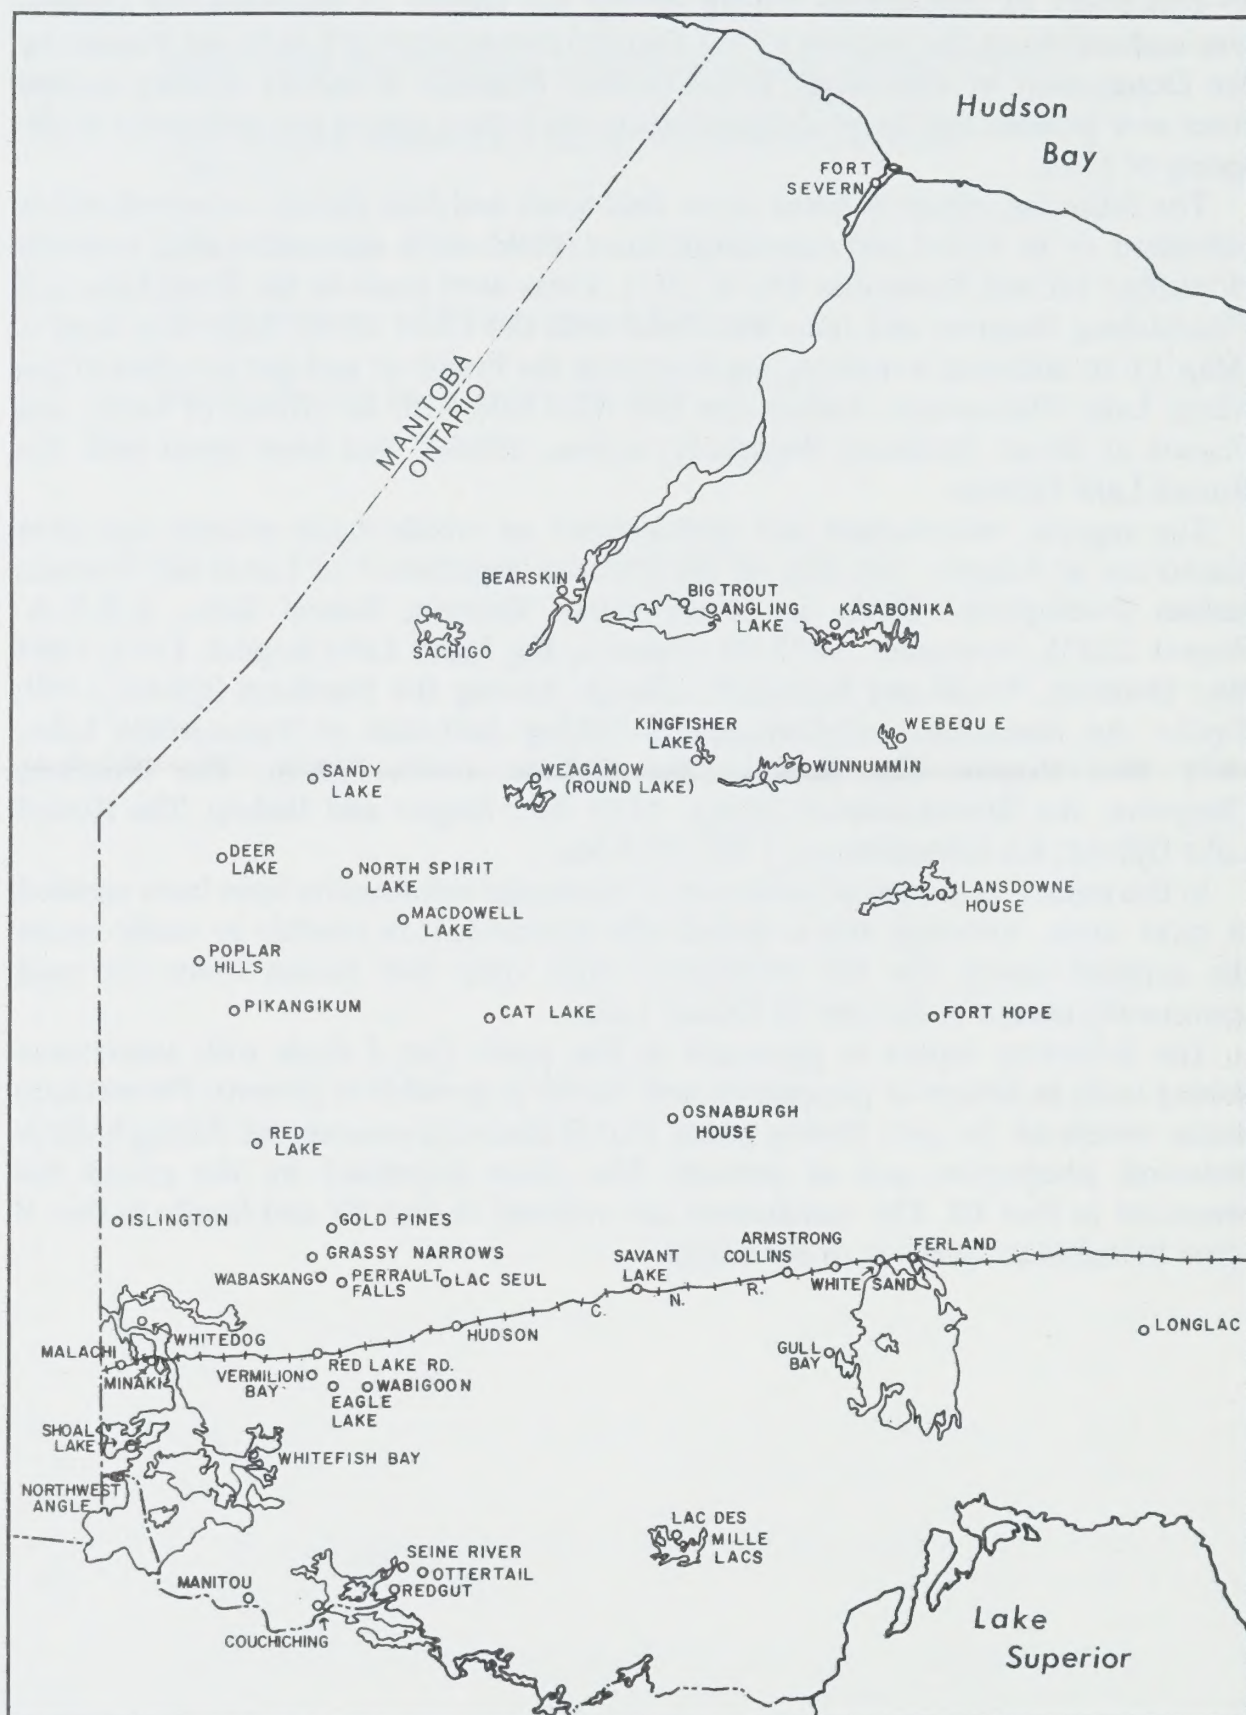 Hudson
Bay
FORT
SEVERN
MANITOBA
ONTARIO
BEARSKIN
BIG TROUT
ANGLING
LAKE
KASABONIKA
SACHIGO
KINGFISHER
LAKE
WEBEQU E
SANDY
LAKE
WEAGAMOW
(ROUND LAKE)
WUNNUMMIN
DEER
LAKE
NORTH SPIRIT
LAKE
LANSDOWNE
HOUSE
MACDOWELL
LAKE
POPLAR
HILLS
PIKANGIKUM
CAT LAKE
FORT HOPE
OSNABURGH
HOUSE
RED
LAKE
ISLINGTON
GOLD PINES
GRASSY NARROWS
WABASKANG
PERRAULT
FALLS
LAC SEUL
SAVANT
LAKE
ARMSTRONG
COLLINS
FERLAND
WHITE SAND
C. N. R.
HUDSON
WHITEDOG
MALACHI
MINAKI
VERMILION
BAY
RED LAKE RD.
EAGLE
LAKE
WABIGOON
GULL
BAY
LONGLAC
SHOAL
LAKE
WHITEFISH BAY
NORTHWEST
ANGLE
LAC DES
MILLE
LACS
SEINE RIVER
OTTERTAIL
REDGUT
MANITOU
COUCHICHING
Lake
Superior